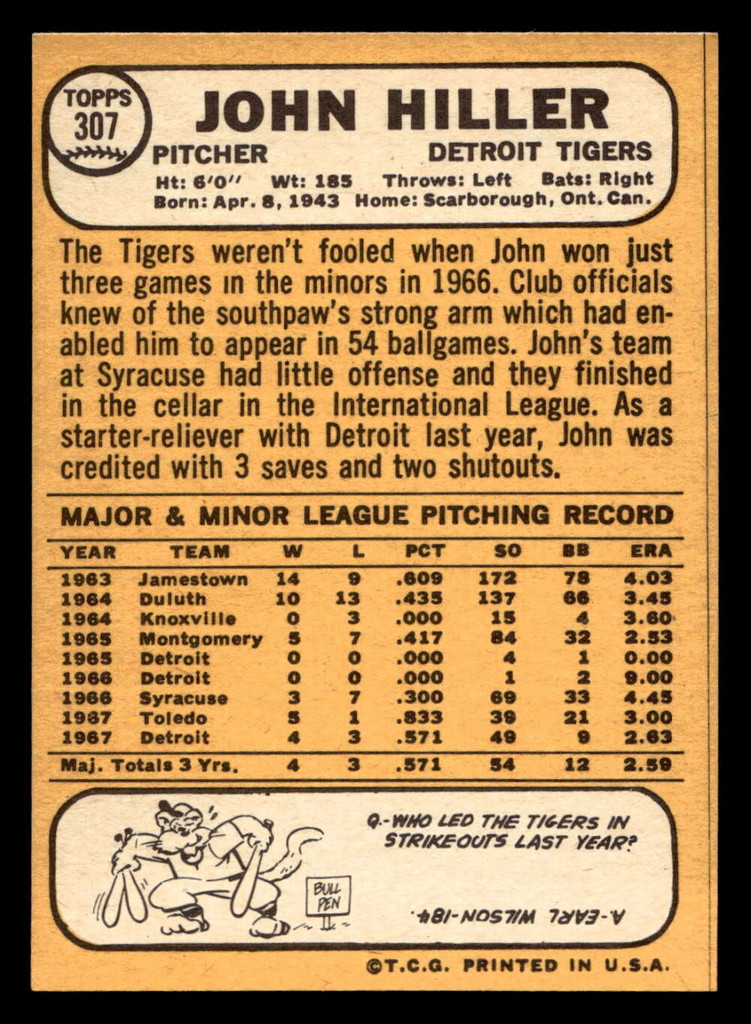 TOPPS
307
JOHN HILLER
PITCHER DETROIT TIGERS
Ht: 6'0" Wt: 185 Throws: Left Bats: Right
Born: Apr. 8, 1943 Home: Scarborough, Ont. Can.
The Tigers weren't fooled when John won just
three games in the minors in 1966. Club officials
knew of the southpaw's strong arm which had en-
abled him to appear in 54 ballgames. John's team
at Syracuse had little offense and they finished
in the cellar in the International League. As a
starter-reliever with Detroit last year, John was
credited with 3 saves and two shutouts.
MAJOR & MINOR LEAGUE PITCHING RECORD
YEAR TEAM W L PCT SO BB ERA
1963 Jamestown 14 9 .609 172 78 4.03
1964 Duluth 10 13 .435 137 66 3.45
1964 Knoxville 0 3 .000 15 4 3.60
1965 Montgomery 5 7 .417 84 32 2.53
1965 Detroit 0 0 .000 4 1 0.00
1966 Detroit 0 0 .000 1 2 9.00
1966 Syracuse 3 7 .300 69 33 4.45
1967 Toledo 5 1 .833 39 21 3.00
1967 Detroit 4 3 .571 49 9 2.63
Maj. Totals 3 Yrs. 4 3 .571 54 12 2.59
Q.-WHO LED THE TIGERS IN
STRIKEOUTS LAST YEAR?
BULL
PEN
A-EARL WILSON-184.
©T.C.G. PRINTED IN U.S.A.